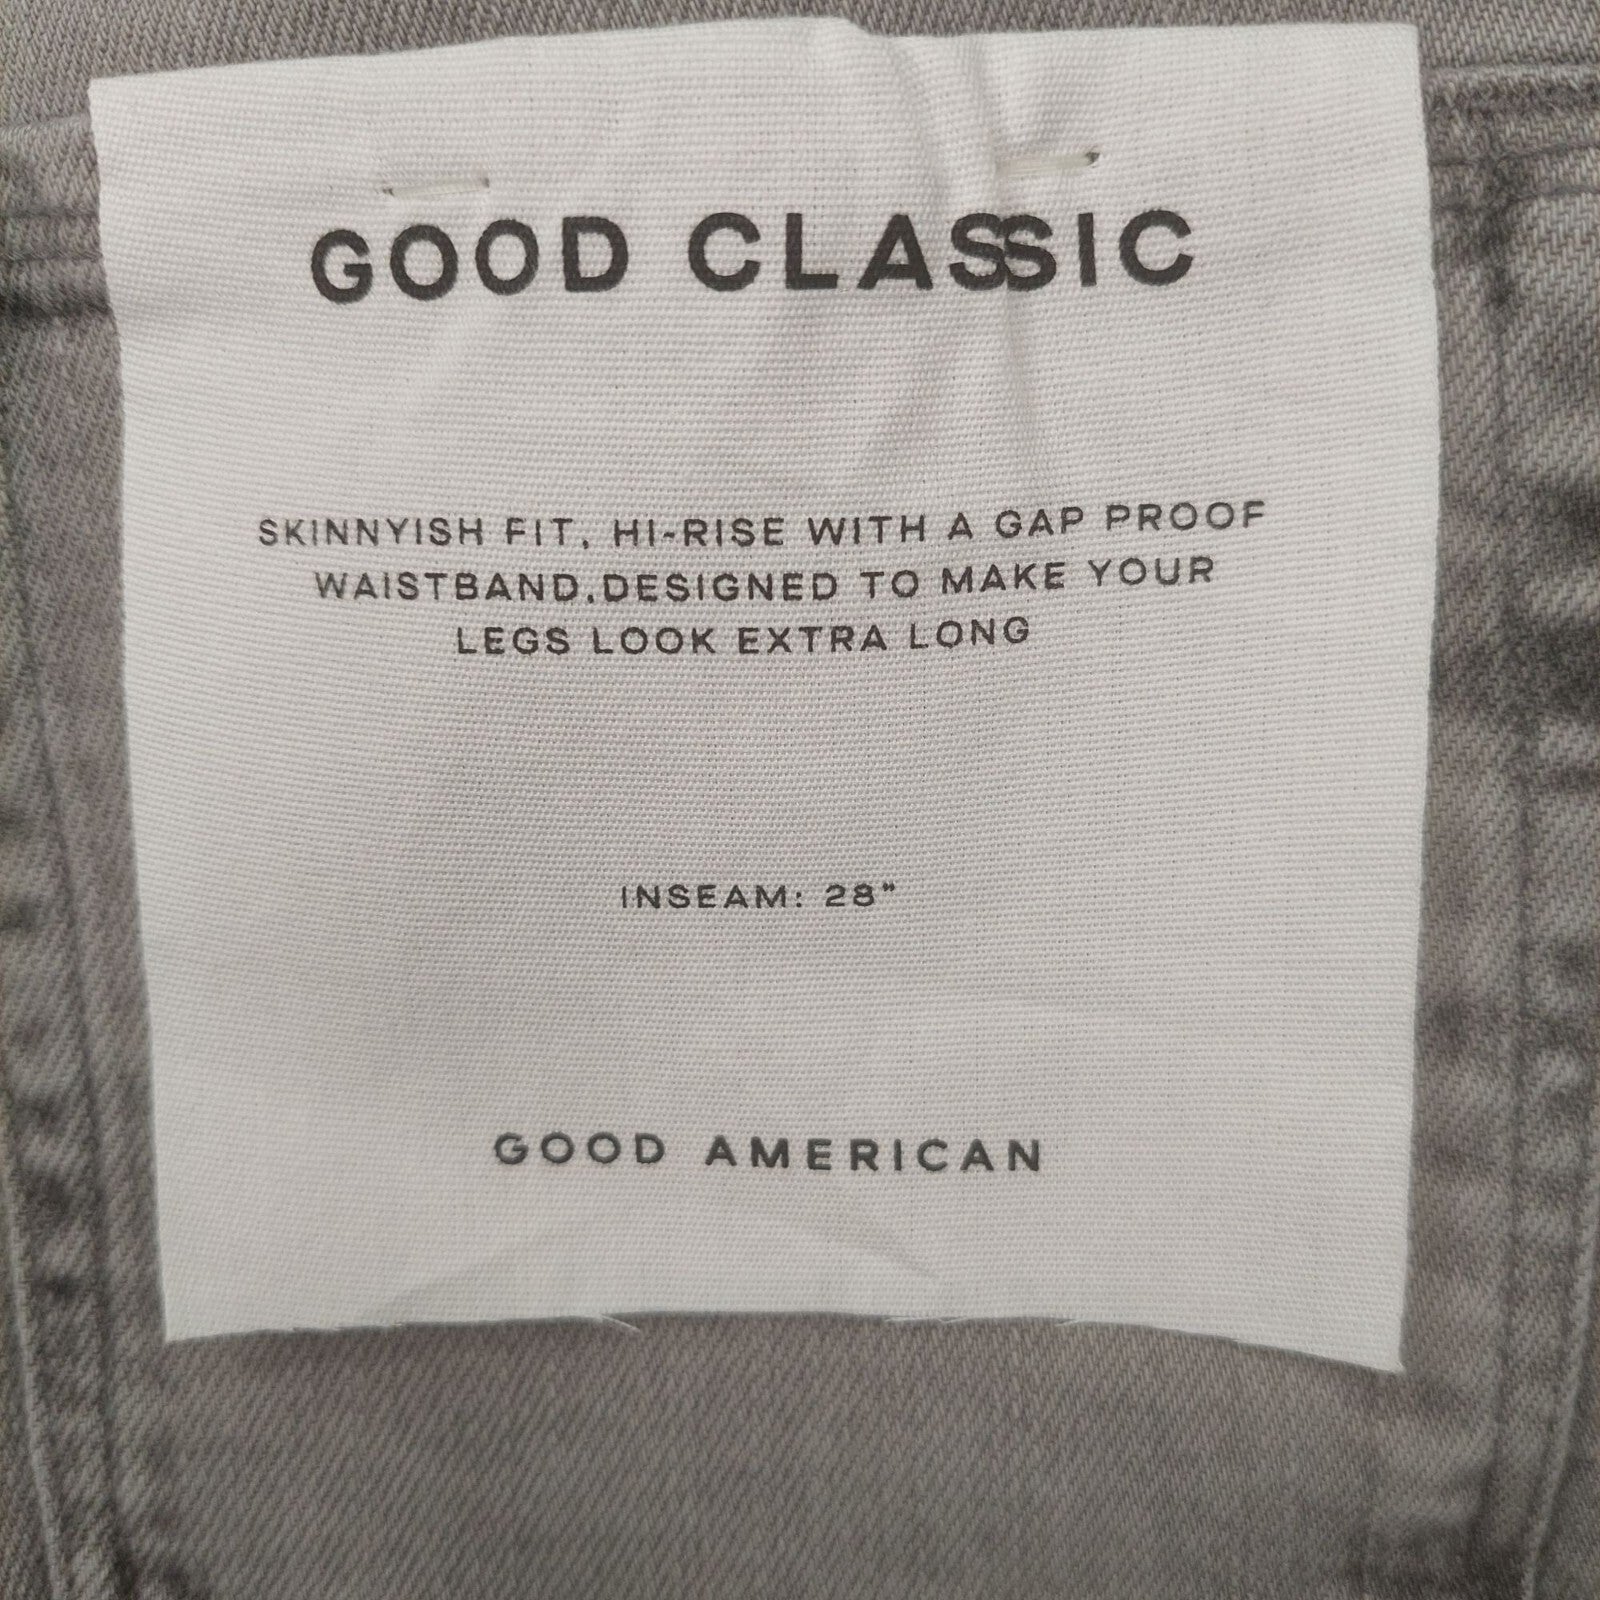 GOOD CLASSIC
SKINNYISH FIT, HI-RISE WITH A GAP PROOF
WAISTBAND.DESIGNED TO MAKE YOUR
LEGS LOOK EXTRA LONG
INSEAM: 28"
GOOD AMERICAN